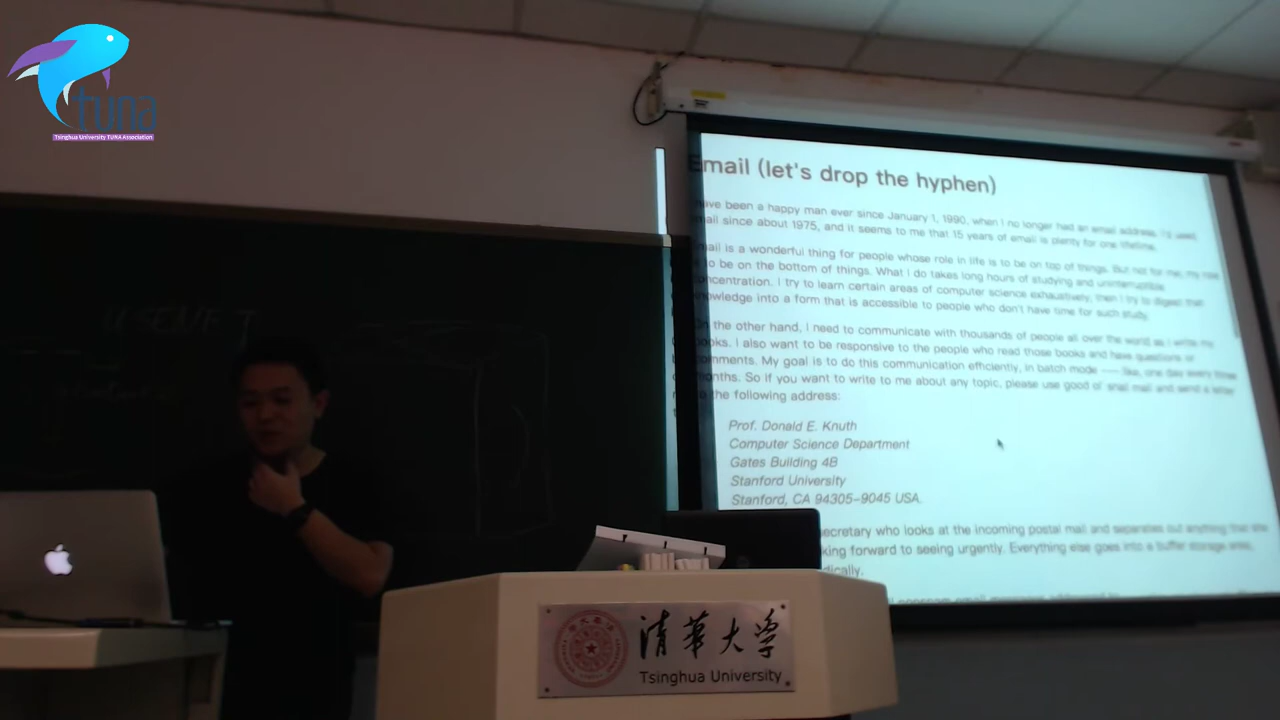 tuna
Tsinghua University TUNA Association
Email (let's drop the hyphen)
have been a happy man ever since January 1, 1990, when I no longer had an email address. I'd used
email since about 1975, and it seems to me that 15 years of email is plenty for one lifetime.
Email is a wonderful thing for people whose role in life is to be on top of things. But not for me; my role
to be on the bottom of things. What I do takes long hours of studying and uninterruptible
concentration. I try to learn certain areas of computer science exhaustively; then I try to digest that
knowledge into a form that is accessible to people who don't have time for such study.
On the other hand, I need to communicate with thousands of people all over the world as I write my
books. I also want to be responsive to the people who read those books and have questions or
comments. My goal is to do this communication efficiently, in batch mode --- like, one day every three
months. So if you want to write to me about any topic, please use good ol' snail mail and send a letter
to the following address:
Prof. Donald E. Knuth
Computer Science Department
Gates Building 4B
Stanford University
Stanford, CA 94305-9045 USA.
secretary who looks at the incoming postal mail and separates out anything that she
king forward to seeing urgently. Everything else goes into a buffer storage area,
dically.
清华大学
Tsinghua University